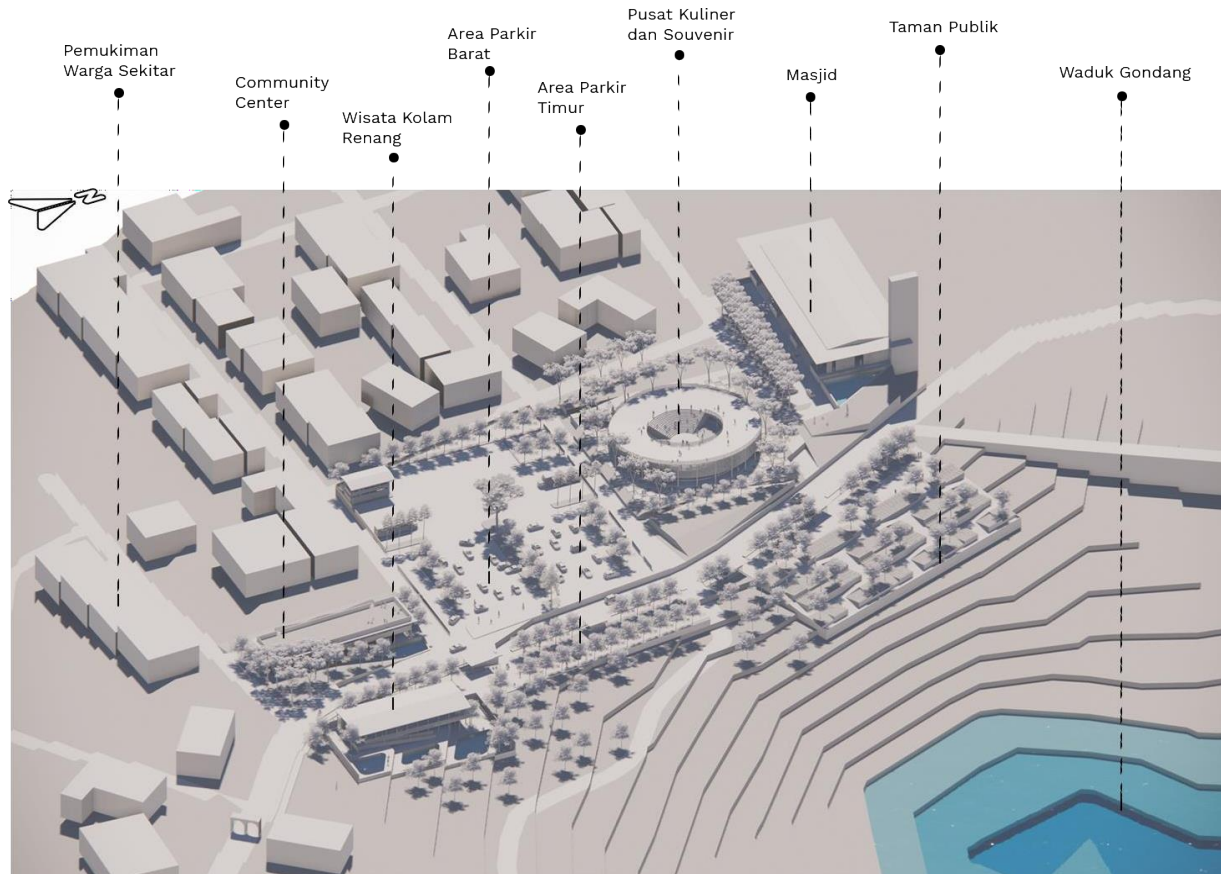 Pemukiman
Warga Sekitar
Community
Center
Wisata Kolam
Renang
Area Parkir
Barat
Area Parkir
Timur
Pusat Kuliner
dan Souvenir
Masjid
Taman Publik
Waduk Gondang